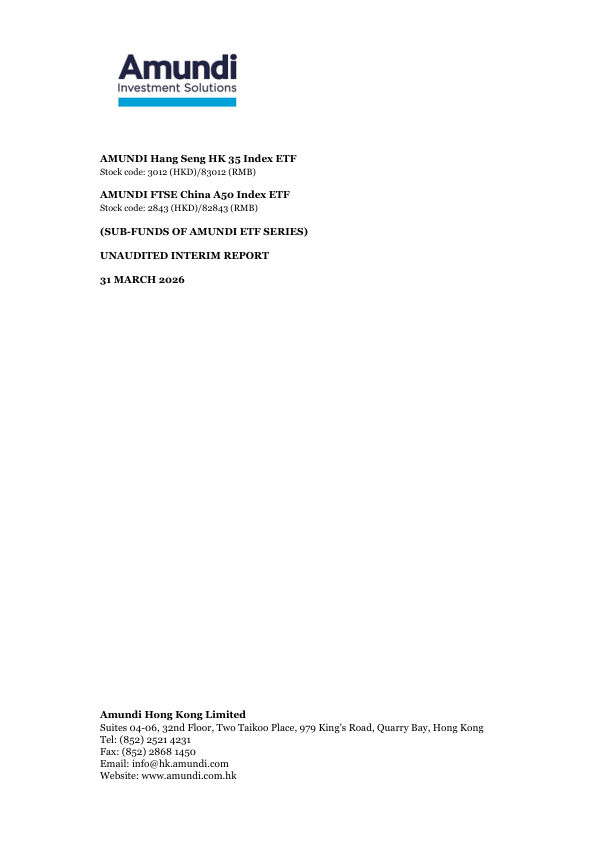 Amundi
Investment Solutions
AMUNDI Hang Seng HK 35 Index ETF
Stock code: 3012 (HKD)/83012 (RMB)
AMUNDI FTSE China A50 Index ETF
Stock code: 2843 (HKD)/82843 (RMB)
(SUB-FUNDS OF AMUNDI ETF SERIES)
UNAUDITED INTERIM REPORT
31 MARCH 2026
Amundi Hong Kong Limited
Suites 04-06, 32nd Floor, Two Taikoo Place, 979 King's Road, Quarry Bay, Hong Kong
Tel: (852) 2521 4231
Fax: (852) 2868 1450
Email: info@hk.amundi.com
Website: www.amundi.com.hk